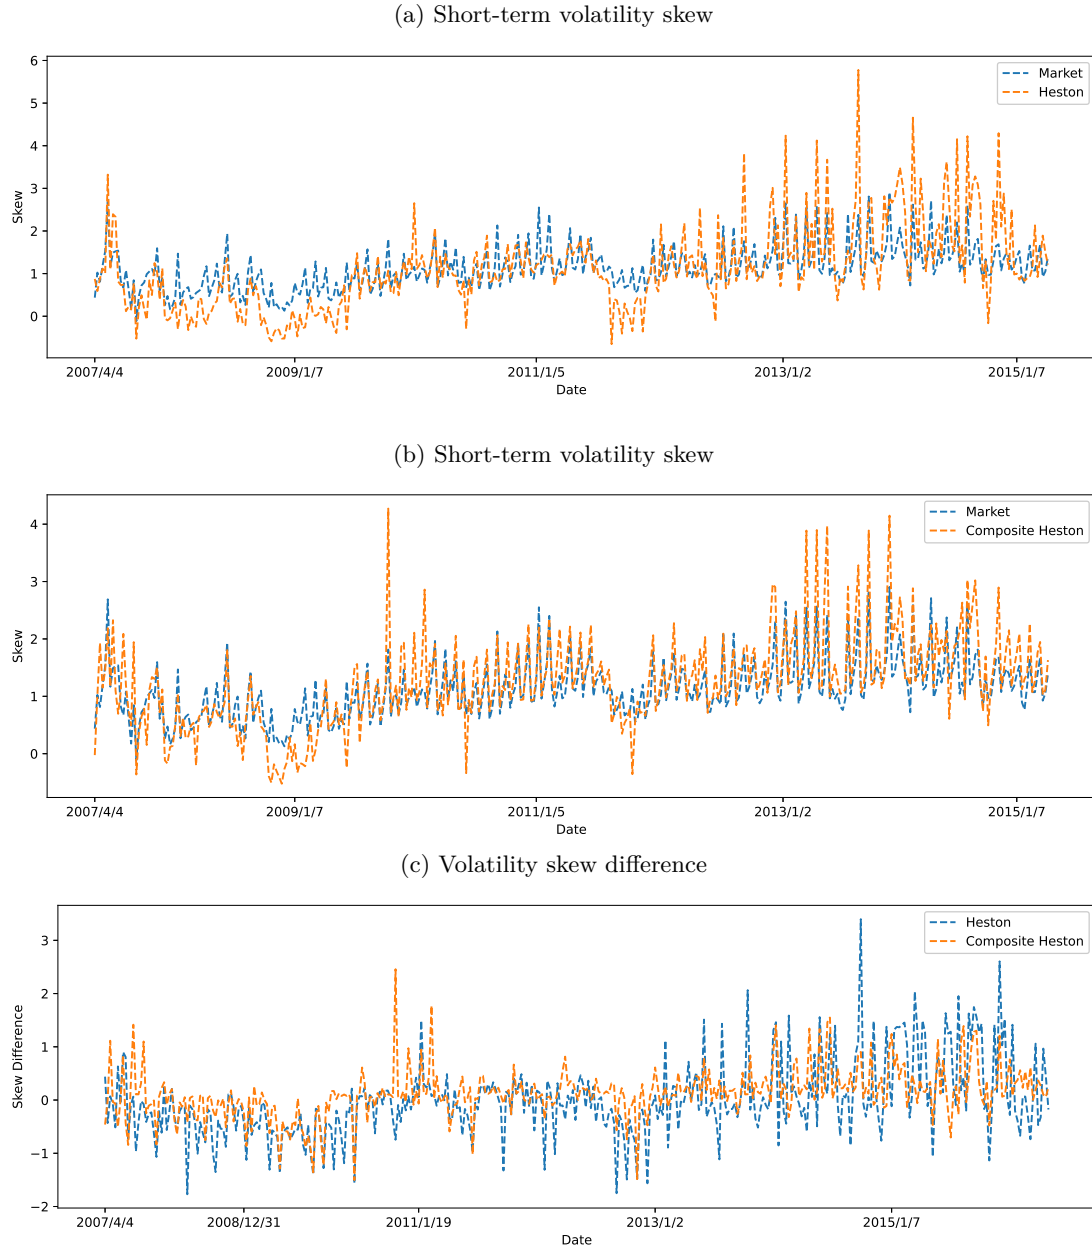 (a) Short-term volatility skew
6
5
4
3
2
1
0
Skew
Market
Heston
2007/4/4 2009/1/7 2011/1/5 2013/1/2 2015/1/7
Date
(b) Short-term volatility skew
4
3
2
1
0
Skew
Market
Composite Heston
2007/4/4 2009/1/7 2011/1/5 2013/1/2 2015/1/7
Date
(c) Volatility skew difference
3
2
1
0
−1
−2
Skew Difference
Heston
Composite Heston
2007/4/4 2008/12/31 2011/1/19 2013/1/2 2015/1/7
Date